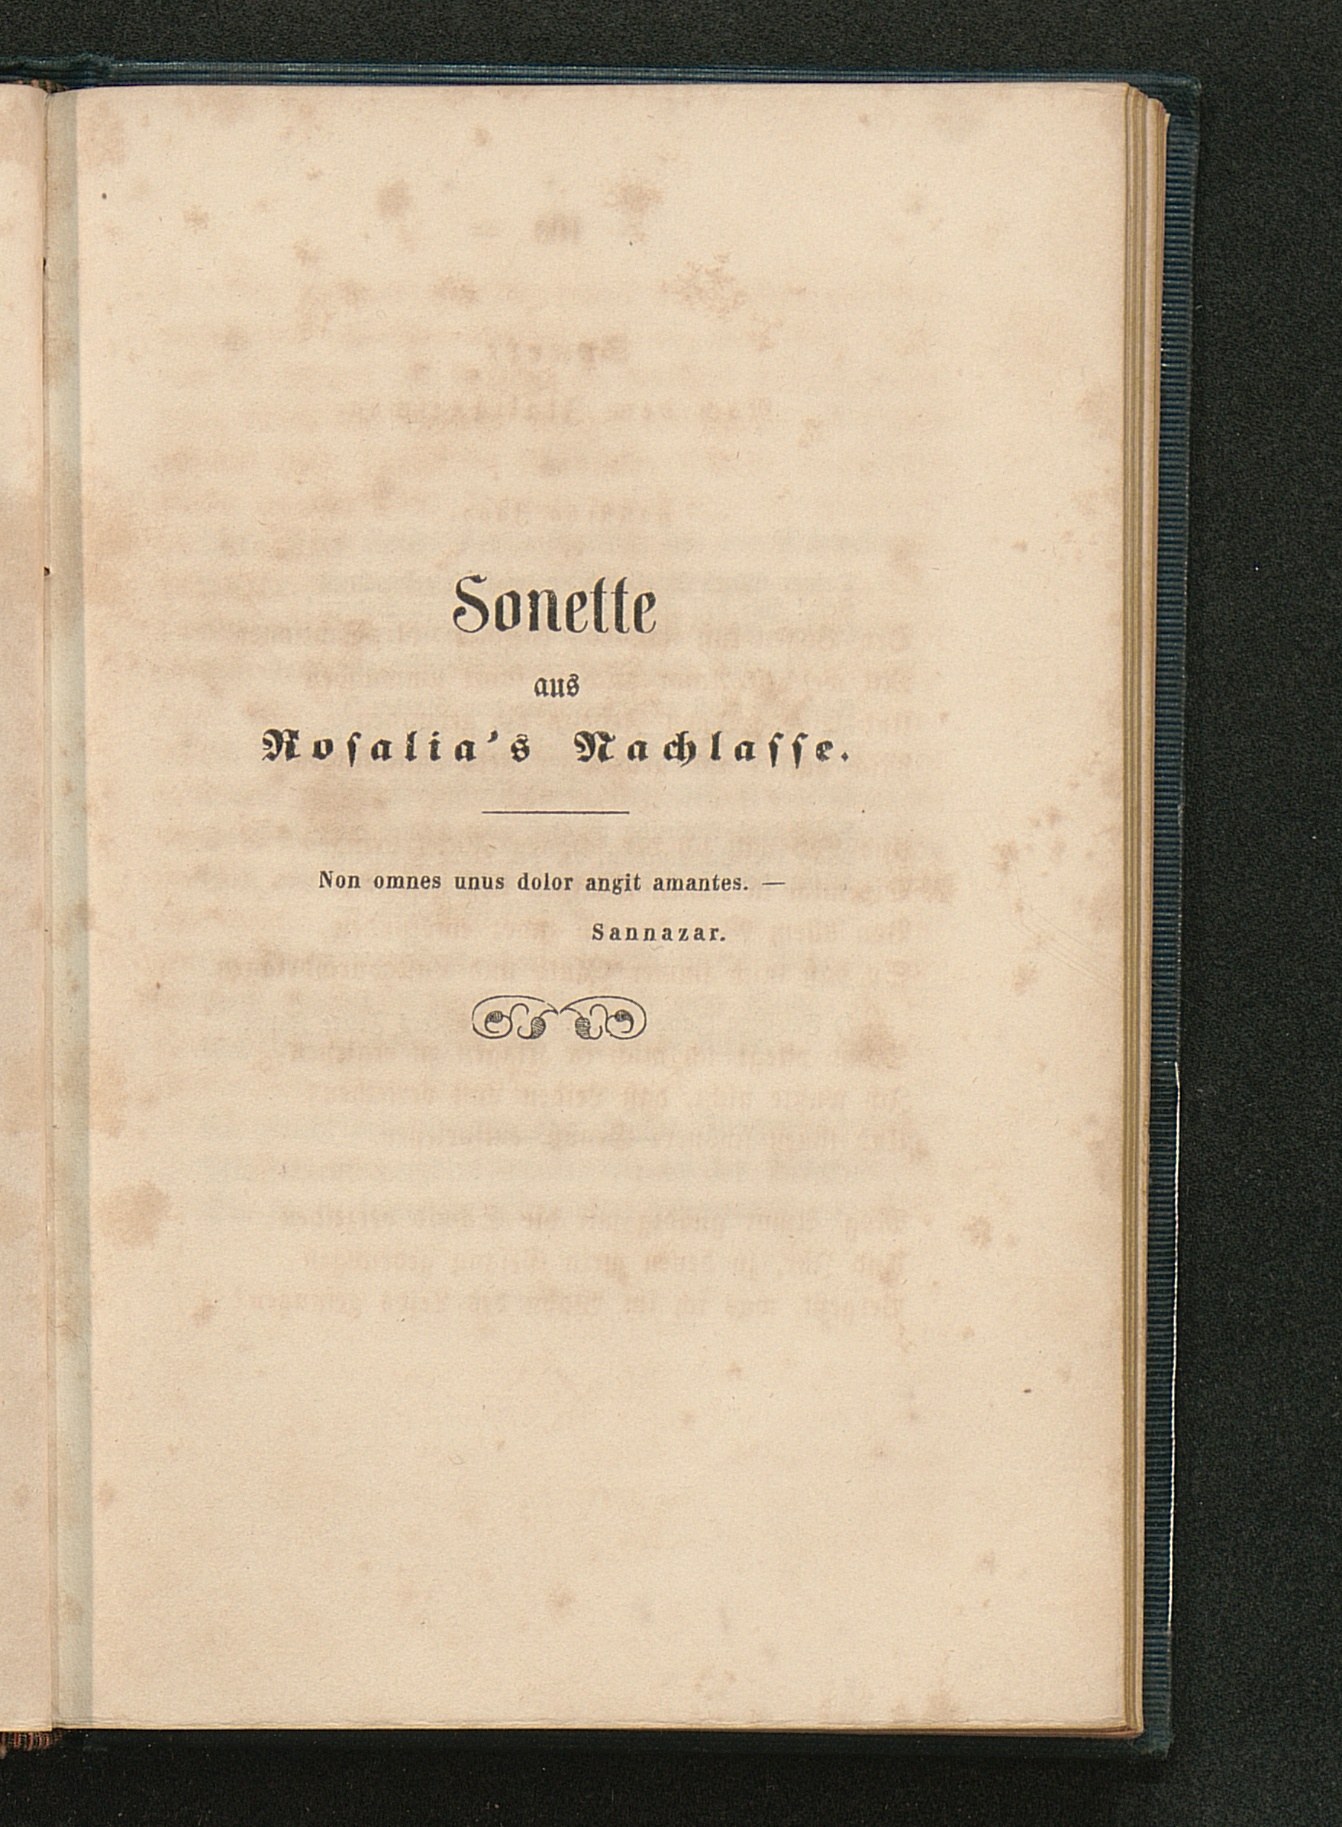 Sonette
aus
Roſalia's Nachlaſſe.
Non omnes unus dolor angit amantes. —
Sannazar.